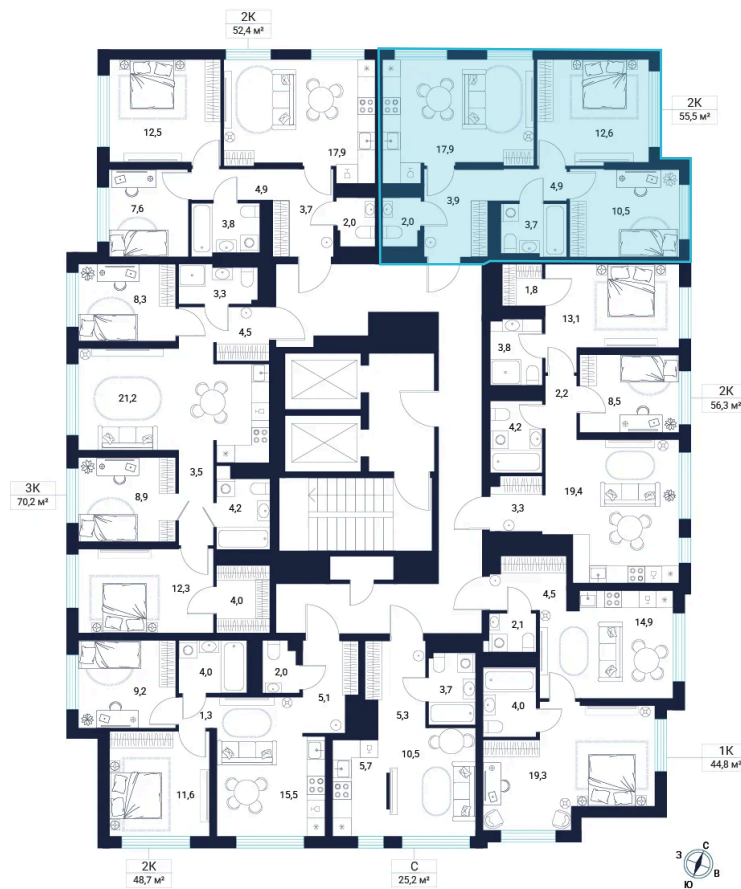 2К
52,4 м²
2К
55,5 м²
12,5
17,9
17,9
12,6
7,6
4,9
3,8
3,7
2,0
2,0
3,9
4,9
3,7
10,5
8,3
3,3
4,5
1,8
13,1
3,8
2,2
8,5
2К
56,3 м²
21,2
4,2
3,5
19,4
3К
70,2 м²
8,9
4,2
3,3
12,3
4,0
4,5
2,1
14,9
9,2
4,0
2,0
5,1
5,3
3,7
4,0
1,3
11,6
15,5
5,7
10,5
19,3
1К
44,8 м²
2К
48,7 м²
С
25,2 м²
С
З
В
Ю